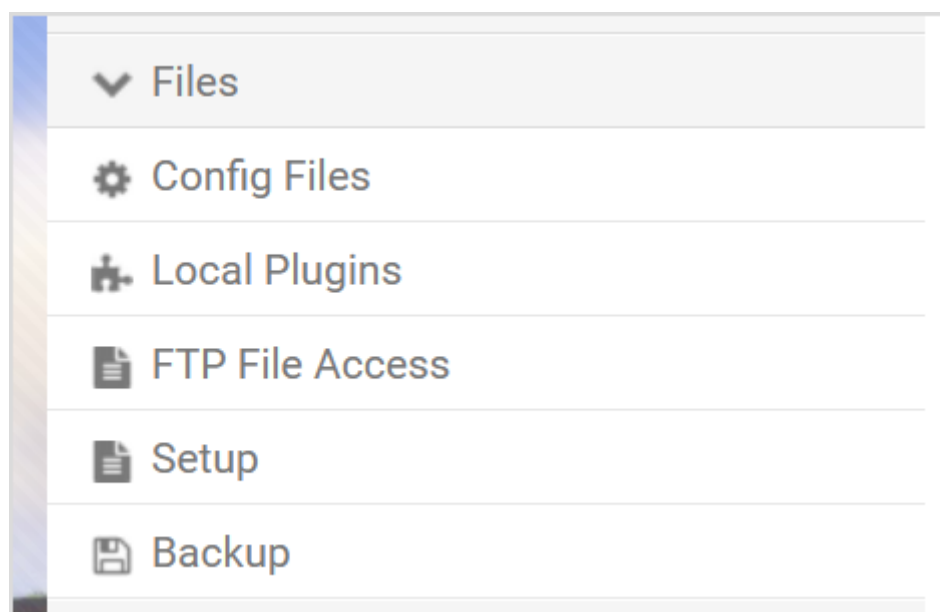 Files
Config Files
Local Plugins
FTP File Access
Setup
Backup